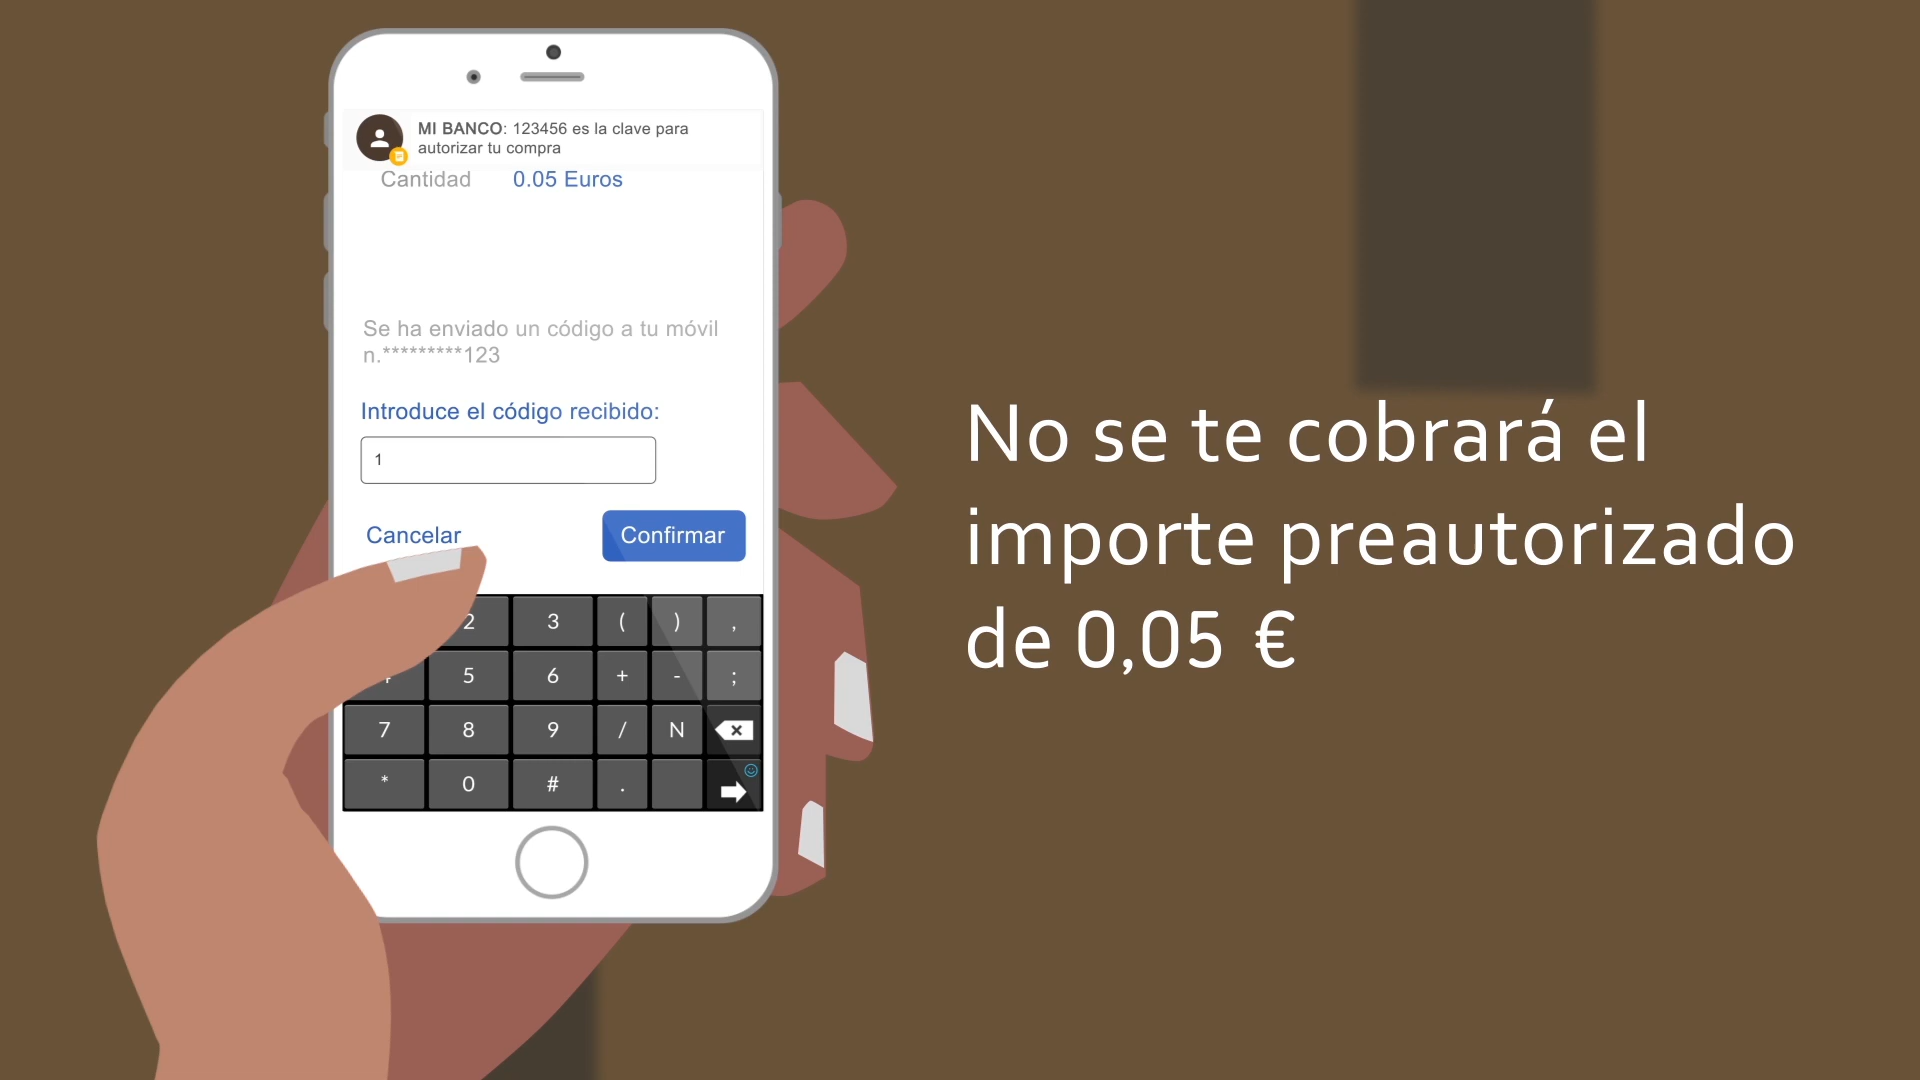 MI BANCO: 123456 es la clave para
autorizar tu compra
Cantidad 0.05 Euros
Se ha enviado un código a tu móvil
n.*********123
Introduce el código recibido:
1
Cancelar Confirmar
2 3 ( ) ,
5 6 + - ;
7 8 9 / N
* 0 # .
No se te cobrará el
importe preautorizado
de 0,05 €